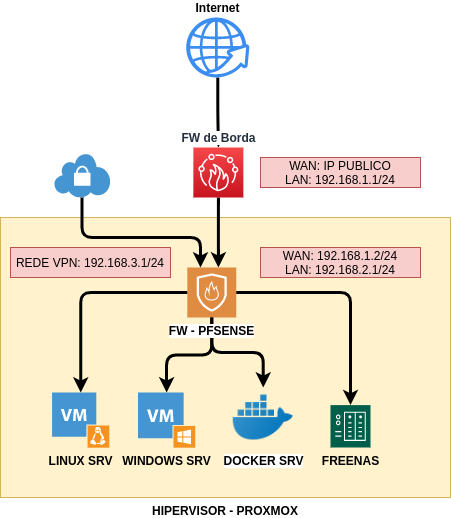 Internet
FW de Borda
WAN: IP PUBLICO
LAN: 192.168.1.1/24
REDE VPN: 192.168.3.1/24
WAN: 192.168.1.2/24
LAN: 192.168.2.1/24
FW - PFSENSE
VM
VM
LINUX SRV
WINDOWS SRV
DOCKER SRV
FREENAS
HIPERVISOR - PROXMOX